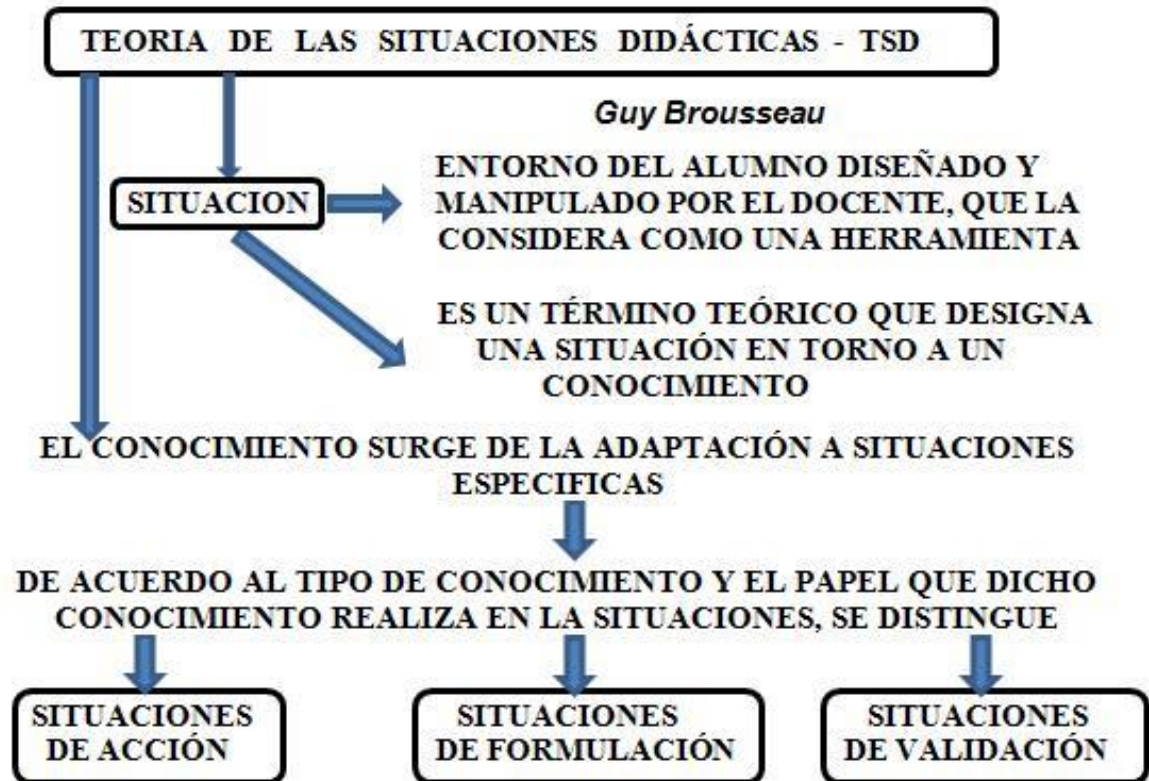 TEORIA DE LAS SITUACIONES DIDÁCTICAS - TSD
Guy Brousseau
SITUACION
ENTORNO DEL ALUMNO DISEÑADO Y
MANIPULADO POR EL DOCENTE, QUE LA
CONSIDERA COMO UNA HERRAMIENTA
ES UN TÉRMINO TEÓRICO QUE DESIGNA
UNA SITUACIÓN EN TORNO A UN
CONOCIMIENTO
EL CONOCIMIENTO SURGE DE LA ADAPTACIÓN A SITUACIONES
ESPECIFICAS
DE ACUERDO AL TIPO DE CONOCIMIENTO Y EL PAPEL QUE DICHO
CONOCIMIENTO REALIZA EN LA SITUACIONES, SE DISTINGUE
SITUACIONES
DE ACCIÓN
SITUACIONES
DE FORMULACIÓN
SITUACIONES
DE VALIDACIÓN